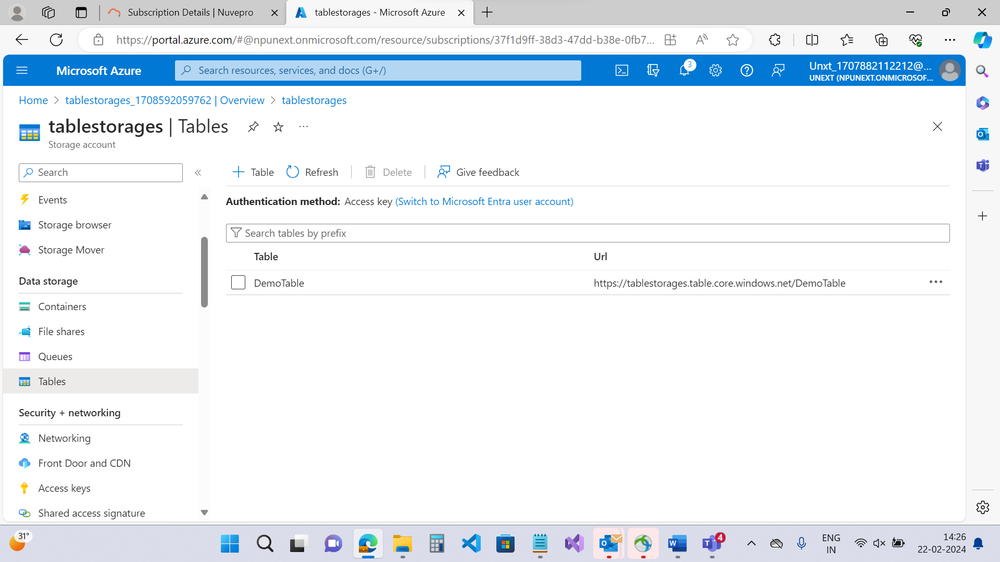 Subscription Details | Nuvepro
tablestorages - Microsoft Azure
https://portal.azure.com/#@npunext.onmicrosoft.com/resource/subscriptions/37f1d9ff-38d3-47dd-b38e-0fb7...
Microsoft Azure
Search resources, services, and docs (G+/)
3
Unxt_1707882112212@...
UNEXT (NPUNEXT.ONMICROSOF...
Home > tablestorages_1708592059762 | Overview > tablestorages
tablestorages | Tables
Storage account
Search
Events
Storage browser
Storage Mover
Data storage
Containers
File shares
Queues
Tables
Security + networking
Networking
Front Door and CDN
Access keys
Shared access signature
Table
Refresh
Delete
Give feedback
Authentication method: Access key (Switch to Microsoft Entra user account)
Search tables by prefix
Table Url
DemoTable https://tablestorages.table.core.windows.net/DemoTable
31°
4
ENG
IN
14:26
22-02-2024